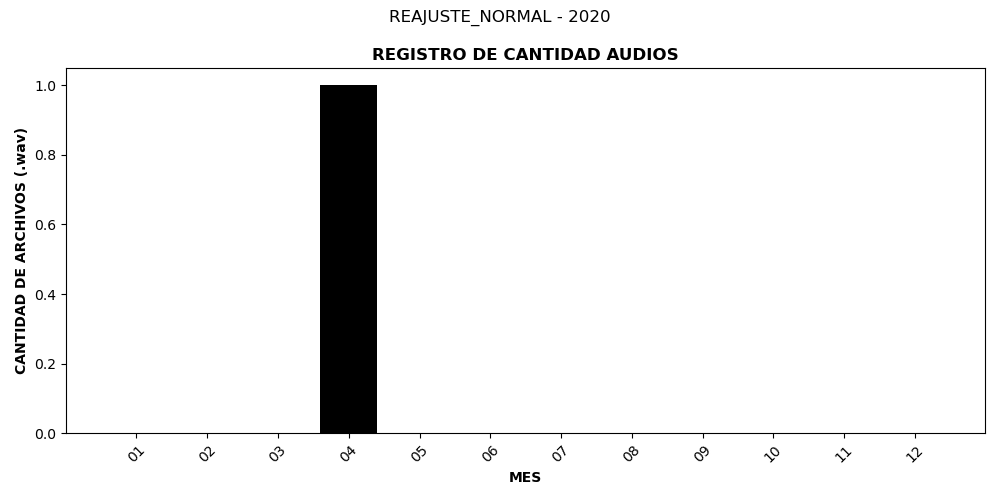 REAJUSTE_NORMAL - 2020
REGISTRO DE CANTIDAD AUDIOS
CANTIDAD DE ARCHIVOS (.wav)
1.0
0.8
0.6
0.4
0.2
0.0
01 02 03 04 05 06 07 08 09 10 11 12
MES